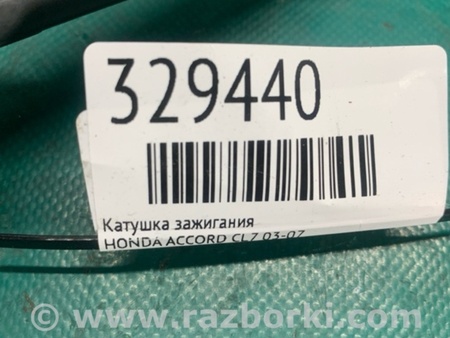 329440
Катушка зажигания
HONDA ACCORD CL7 03-07
www.razborki.com